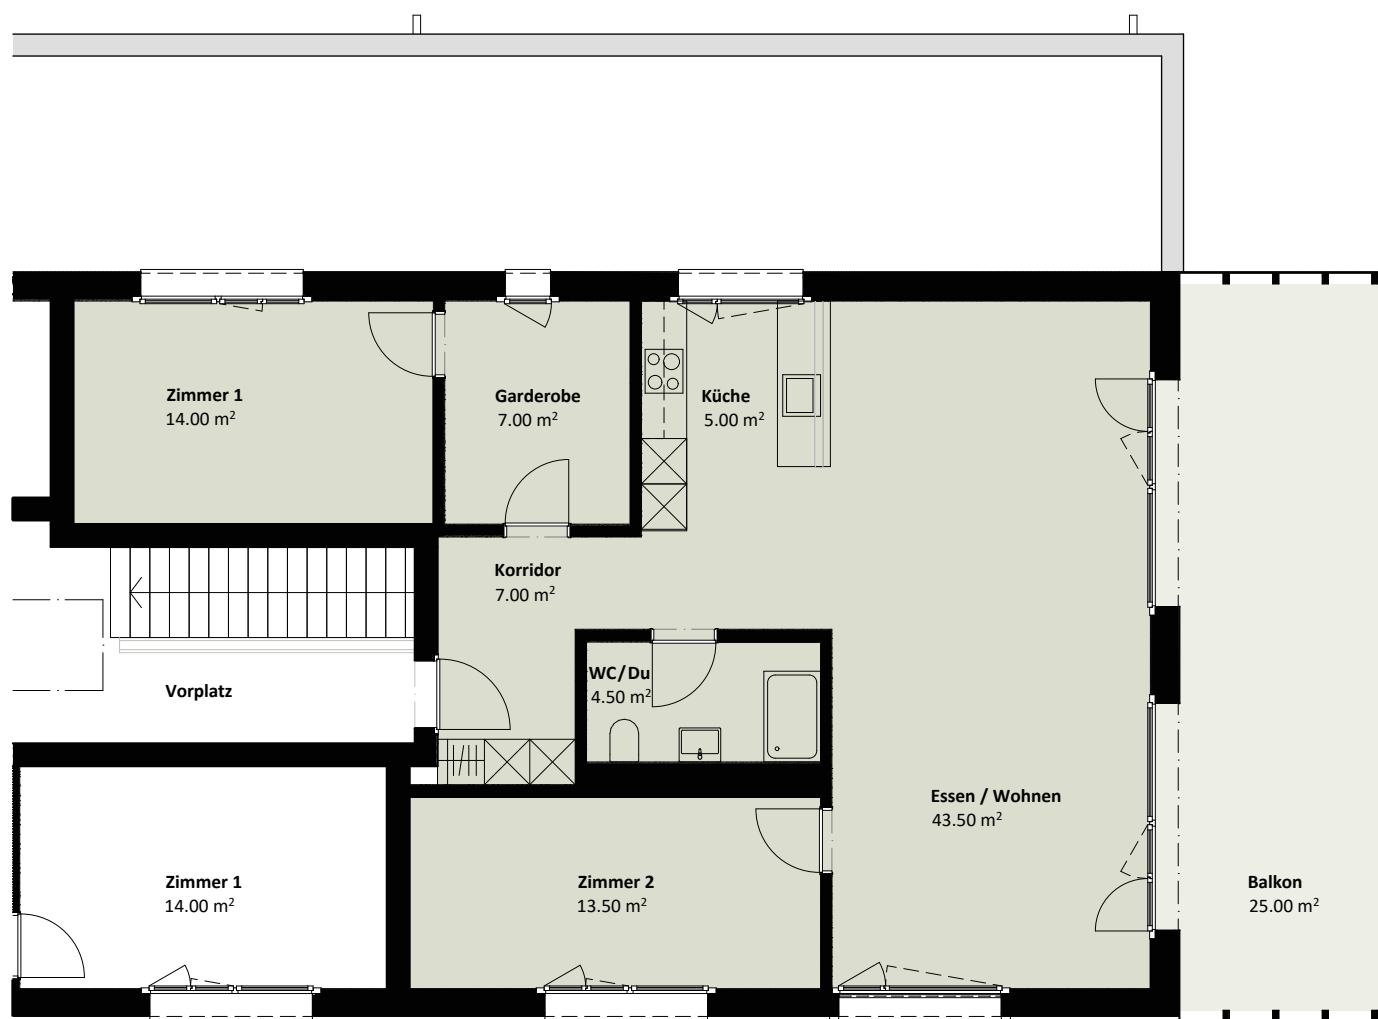 Zimmer 1
14.00 m²
Garderobe
7.00 m²
Küche
5.00 m²
Korridor
7.00 m²
Vorplatz
WC/Du
4.50 m²
Essen / Wohnen
43.50 m²
Zimmer 1
14.00 m²
Zimmer 2
13.50 m²
Balkon
25.00 m²